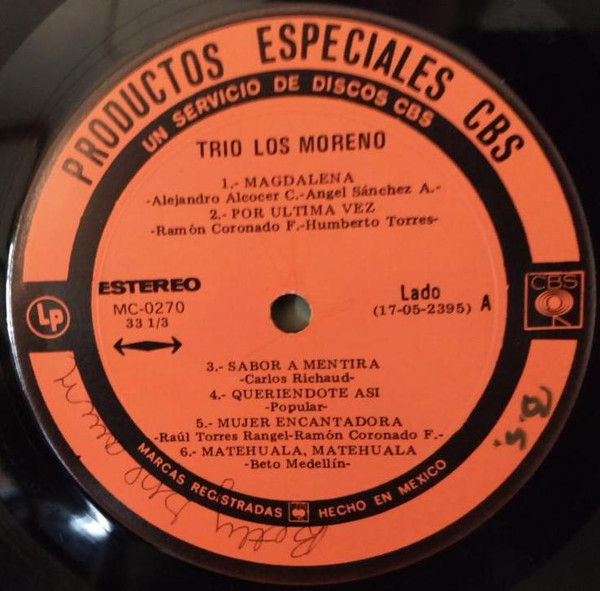 PRODUCTOS ESPECIALES CBS
UN SERVICIO DE DISCOS CBS
TRIO LOS MORENO
1.- MAGDALENA
-Alejandro Alcocer C.-Angel Sánchez A.-
2.- POR ULTIMA VEZ
-Ramón Coronado F.-Humberto Torres-
ESTEREO
MC-0270
33 1/3
Lado A
(17-05-2395)
LP
CBS
3.- SABOR A MENTIRA
-Carlos Richaud-
4.- QUERIENDOTE ASI
-Popular-
5.- MUJER ENCANTADORA
-Raúl Torres Rangel-Ramón Coronado F.-
6.- MATEHUALA, MATEHUALA
-Beto Medellín-
MARCAS REGISTRADAS HECHO EN MEXICO